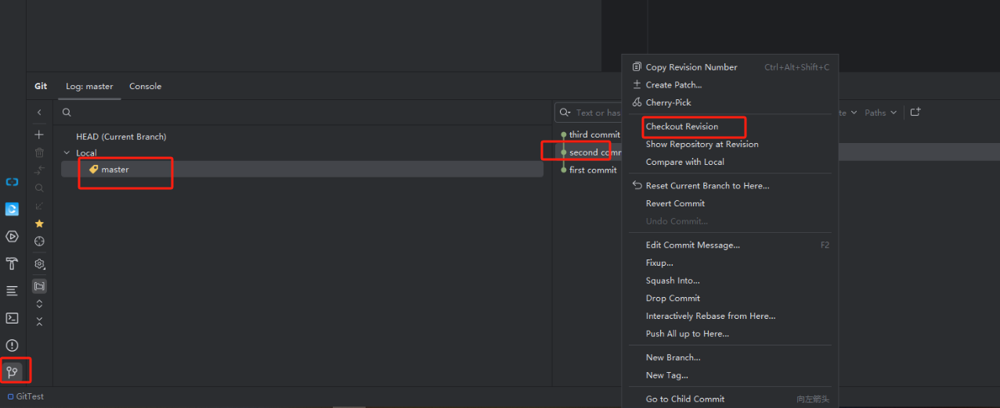 Git
Log: master
Console
HEAD (Current Branch)
Local
master
Text or has
te
Paths
third commit
second comm
first commit
Copy Revision Number
Ctrl+Alt+Shift+C
Create Patch...
Cherry-Pick
Checkout Revision
Show Repository at Revision
Compare with Local
Reset Current Branch to Here...
Revert Commit
Undo Commit...
Edit Commit Message...
F2
Fixup...
Squash Into...
Drop Commit
Interactively Rebase from Here...
Push All up to Here...
New Branch...
New Tag...
Go to Child Commit
向左箭头
GitTest